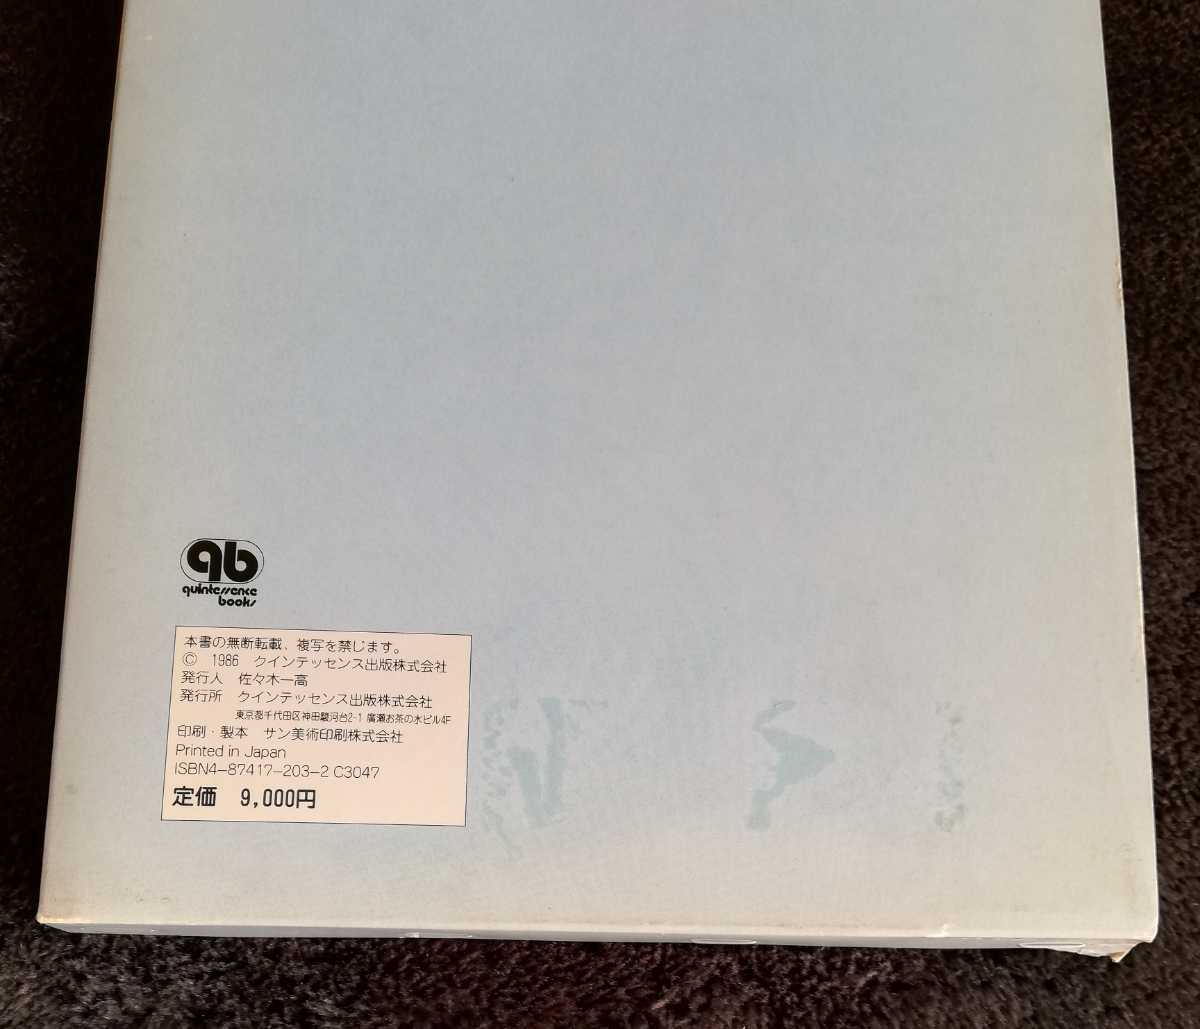 qb
quintessence
books
本書の無断転載、複写を禁じます。
© 1986 クインテッセンス出版株式会社
発行人 佐々木一高
発行所 クインテッセンス出版株式会社
東京都千代田区神田駿河台2-1 廣瀬お茶の水ビル4F
印刷・製本 サン美術印刷株式会社
Printed in Japan
ISBN4-87417-203-2 C3047
定価 9,000円